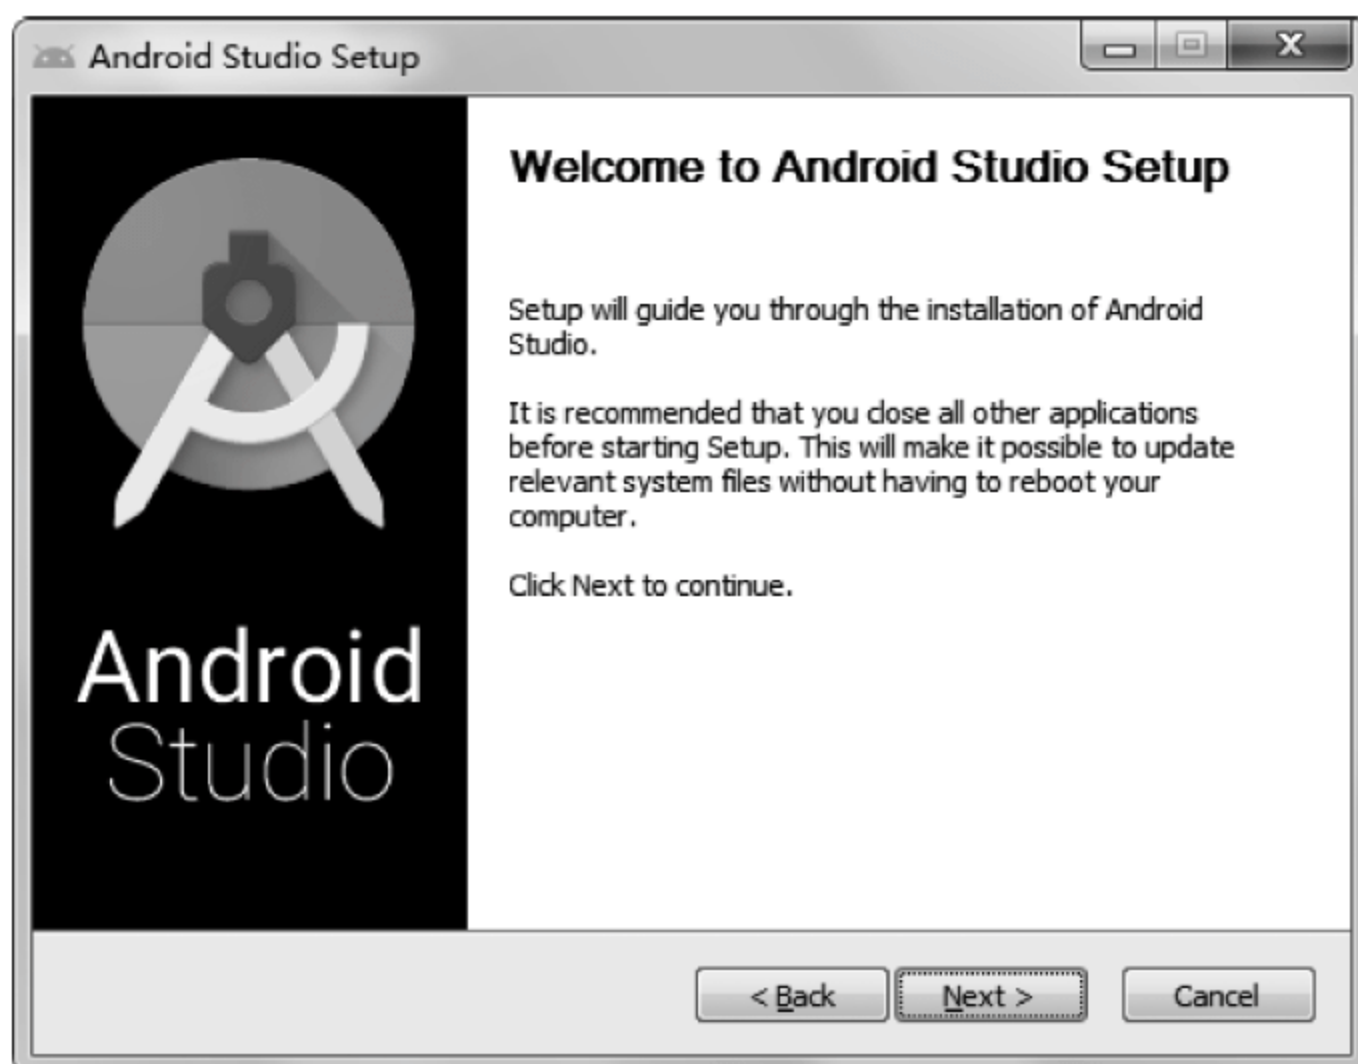 Android Studio Setup
Welcome to Android Studio Setup
Setup will guide you through the installation of Android
Studio.
It is recommended that you close all other applications
before starting Setup. This will make it possible to update
relevant system files without having to reboot your
computer.
Click Next to continue.
Android
Studio
< Back
Next >
Cancel